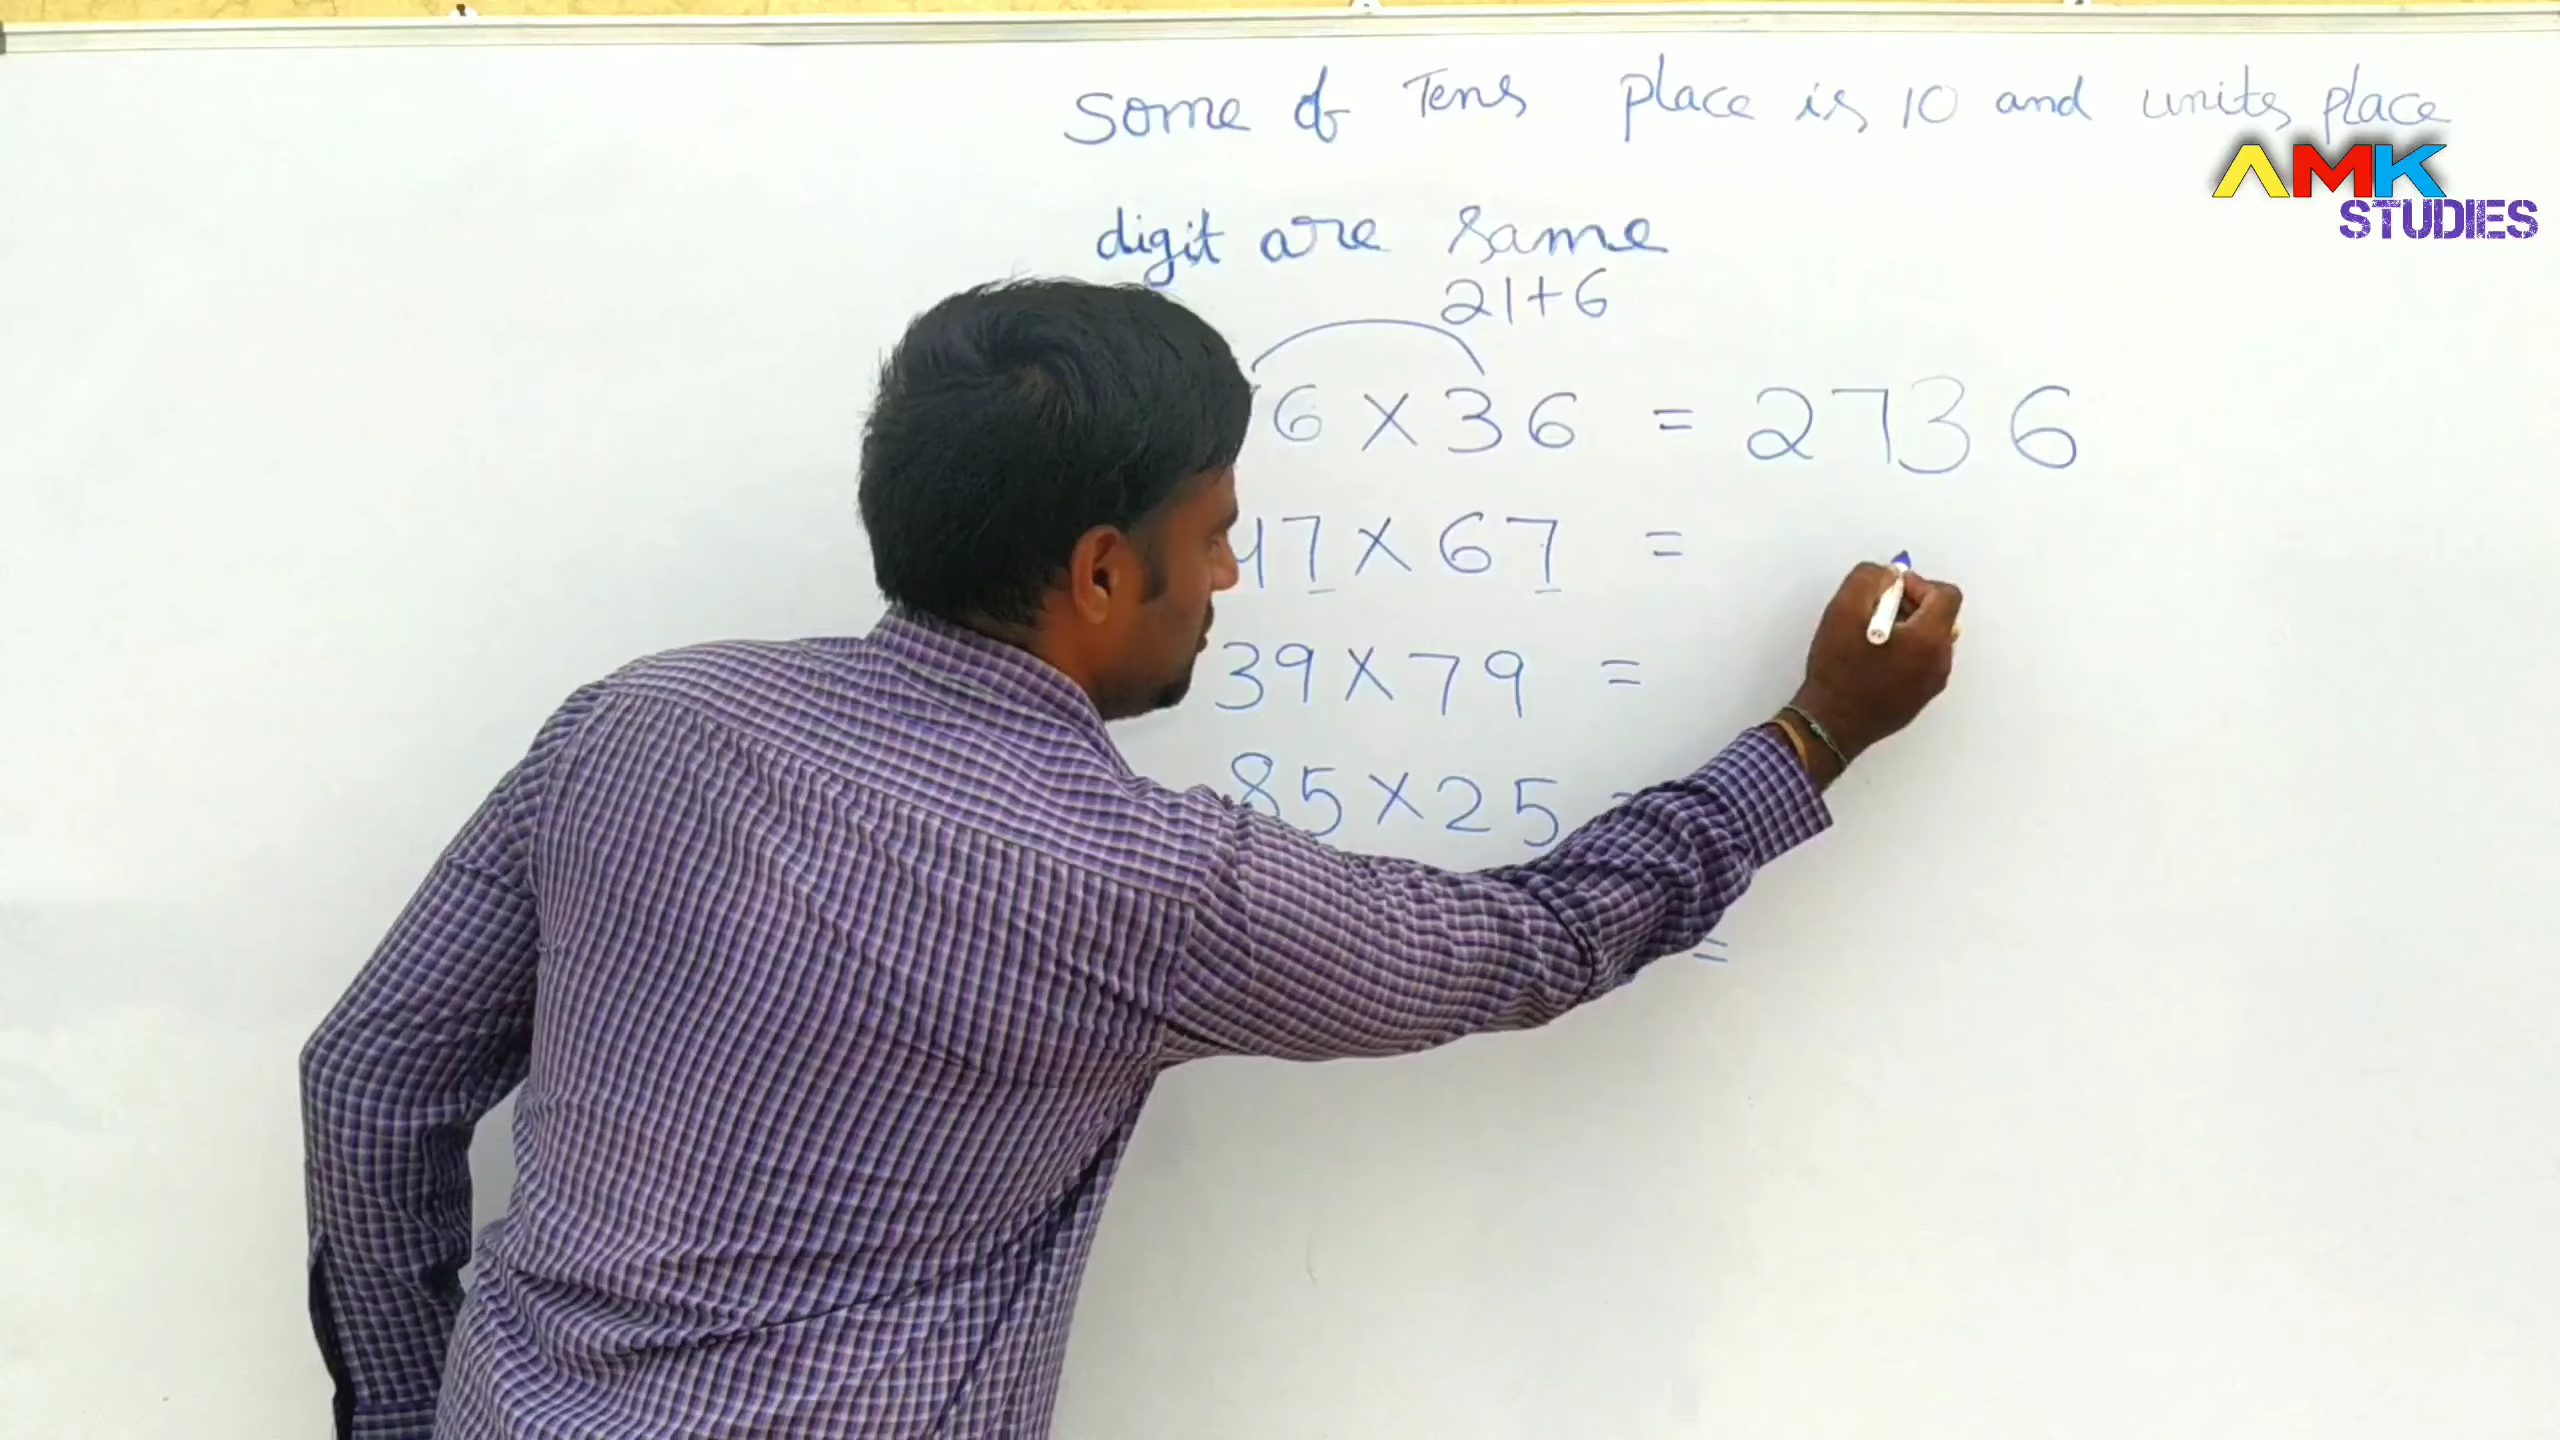 Some of Tens place is 10 and units place
AMK
STUDIES
digit are same
21+6
6 × 36 = 2736
47 × 67 =
39 × 79 =
85 × 25 =
=